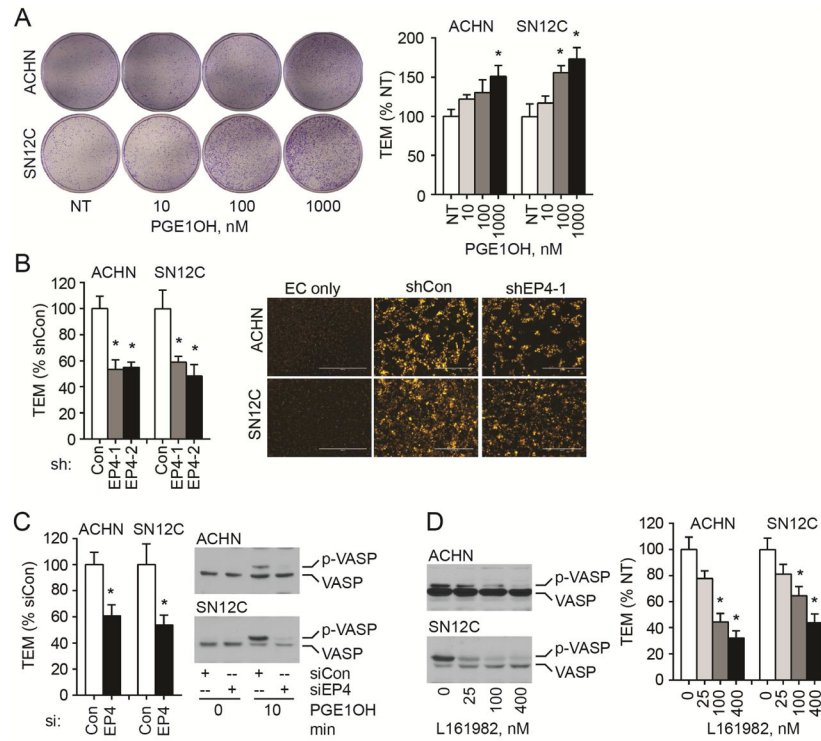 A
ACHN
SN12C
NT 10 100 1000
PGE1OH, nM
ACHN SN12C
TEM (% NT)
200
150
100
50
0
* * *
NT 10 100 1000 NT 10 100 1000
PGE1OH, nM
B
ACHN SN12C
TEM (% shCon)
120
100
80
60
40
20
0
* * * *
sh: Con EP4-1 EP4-2 Con EP4-1 EP4-2
EC only shCon shEP4-1
ACHN
SN12C
C
ACHN SN12C
TEM (% siCon)
120
100
80
60
40
20
0
* *
si: Con EP4 Con EP4
ACHN
p-VASP
VASP
SN12C
p-VASP
VASP
+ -- + -- siCon
-- + -- + siEP4
0 10 PGE1OH
min
D
ACHN
p-VASP
VASP
SN12C
p-VASP
VASP
0 25 100 400
L161982, nM
ACHN SN12C
TEM (% NT)
120
100
80
60
40
20
0
* * * *
0 25 100 400 0 25 100 400
L161982, nM